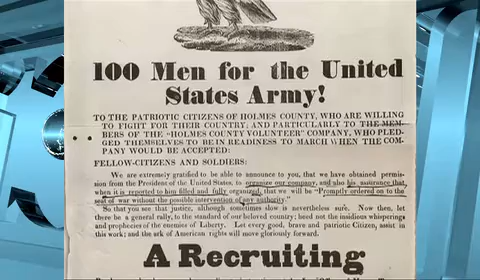 100 Men for the United
States Army!
TO THE PATRIOTIC CITIZENS OF HOLMES COUNTY, WHO ARE WILLING
TO FIGHT FOR THEIR COUNTRY; AND PARTICULARLY TO THE MEM-
BERS OF THE "HOLMES COUNTY VOLUNTEER" COMPANY, WHO PLED-
GED THEMSELVES TO BE IN READINESS TO MARCH WHEN THE COM-
PANY WOULD BE ACCEPTED:
FELLOW-CITIZENS AND SOLDIERS:
We are extremely gratified to be able to announce to you, that we have obtained permis-
sion from the President of the United States, to organize our company, and also his assurance that,
when it is reported to him filled and fully organized, that we will be "Promptly ordered on to the
seat of war without the possible intervention of any authority."
So that you see that justice, although sometimes slow is nevertheless sure. Now then, let
there be a general rally, to the standard of our beloved country; heed not the insidious whisperings
and prophecies of the enemies of Liberty. Let every good, brave and patriotic Citizen, assist in
this work; and the ark of American rights will move gloriously forward.
A Recruiting